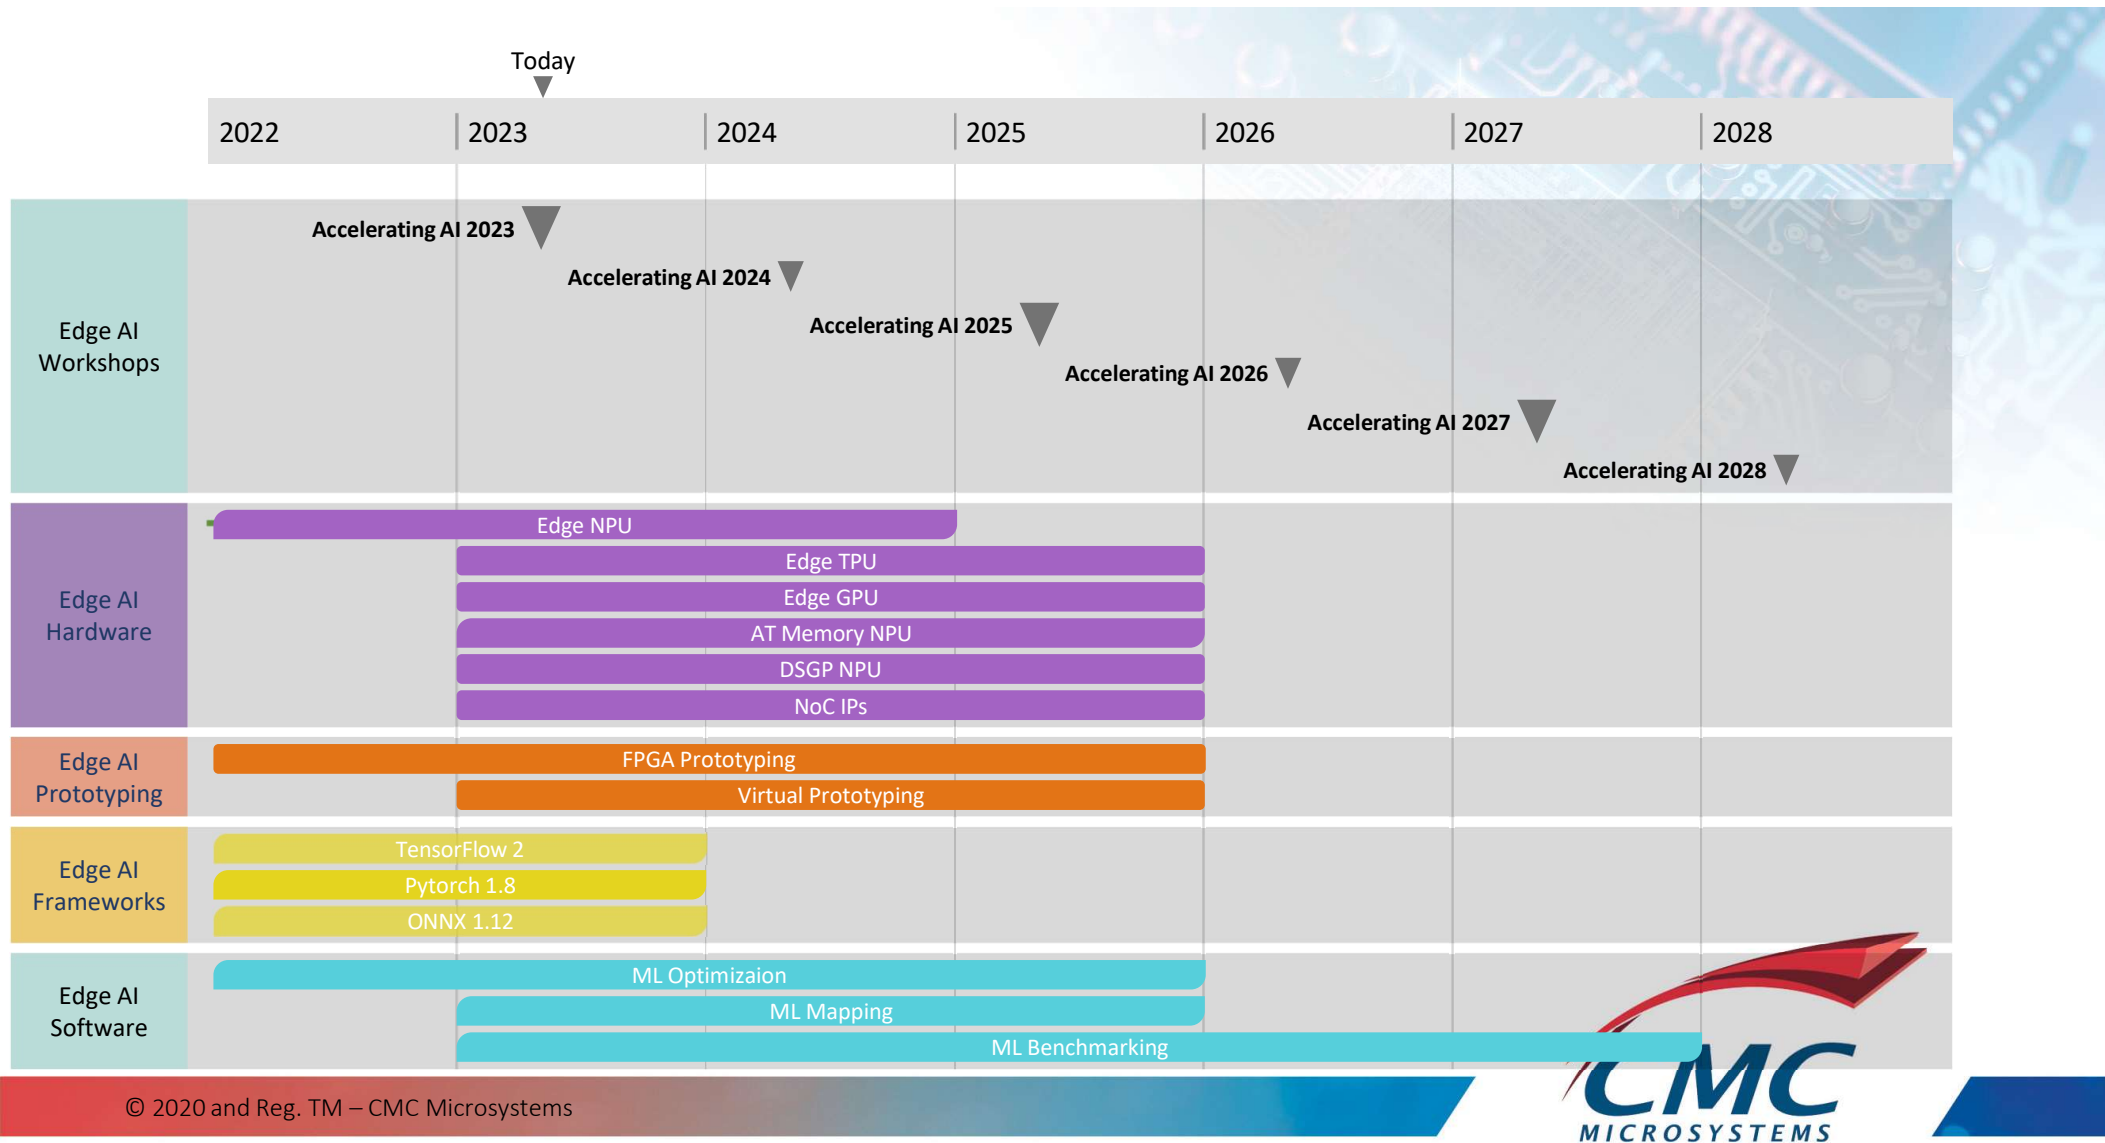 Today
2022 2023 2024 2025 2026 2027 2028
Accelerating AI 2023
Accelerating AI 2024
Accelerating AI 2025
Accelerating AI 2026
Accelerating AI 2027
Accelerating AI 2028
Edge AI
Workshops
Edge AI
Hardware
Edge NPU
Edge TPU
Edge GPU
AT Memory NPU
DSGP NPU
NoC IPs
Edge AI
Prototyping
FPGA Prototyping
Virtual Prototyping
Edge AI
Frameworks
TensorFlow 2
Pytorch 1.8
ONNX 1.12
Edge AI
Software
ML Optimizaion
ML Mapping
ML Benchmarking
© 2020 and Reg. TM – CMC Microsystems
CMC
MICROSYSTEMS